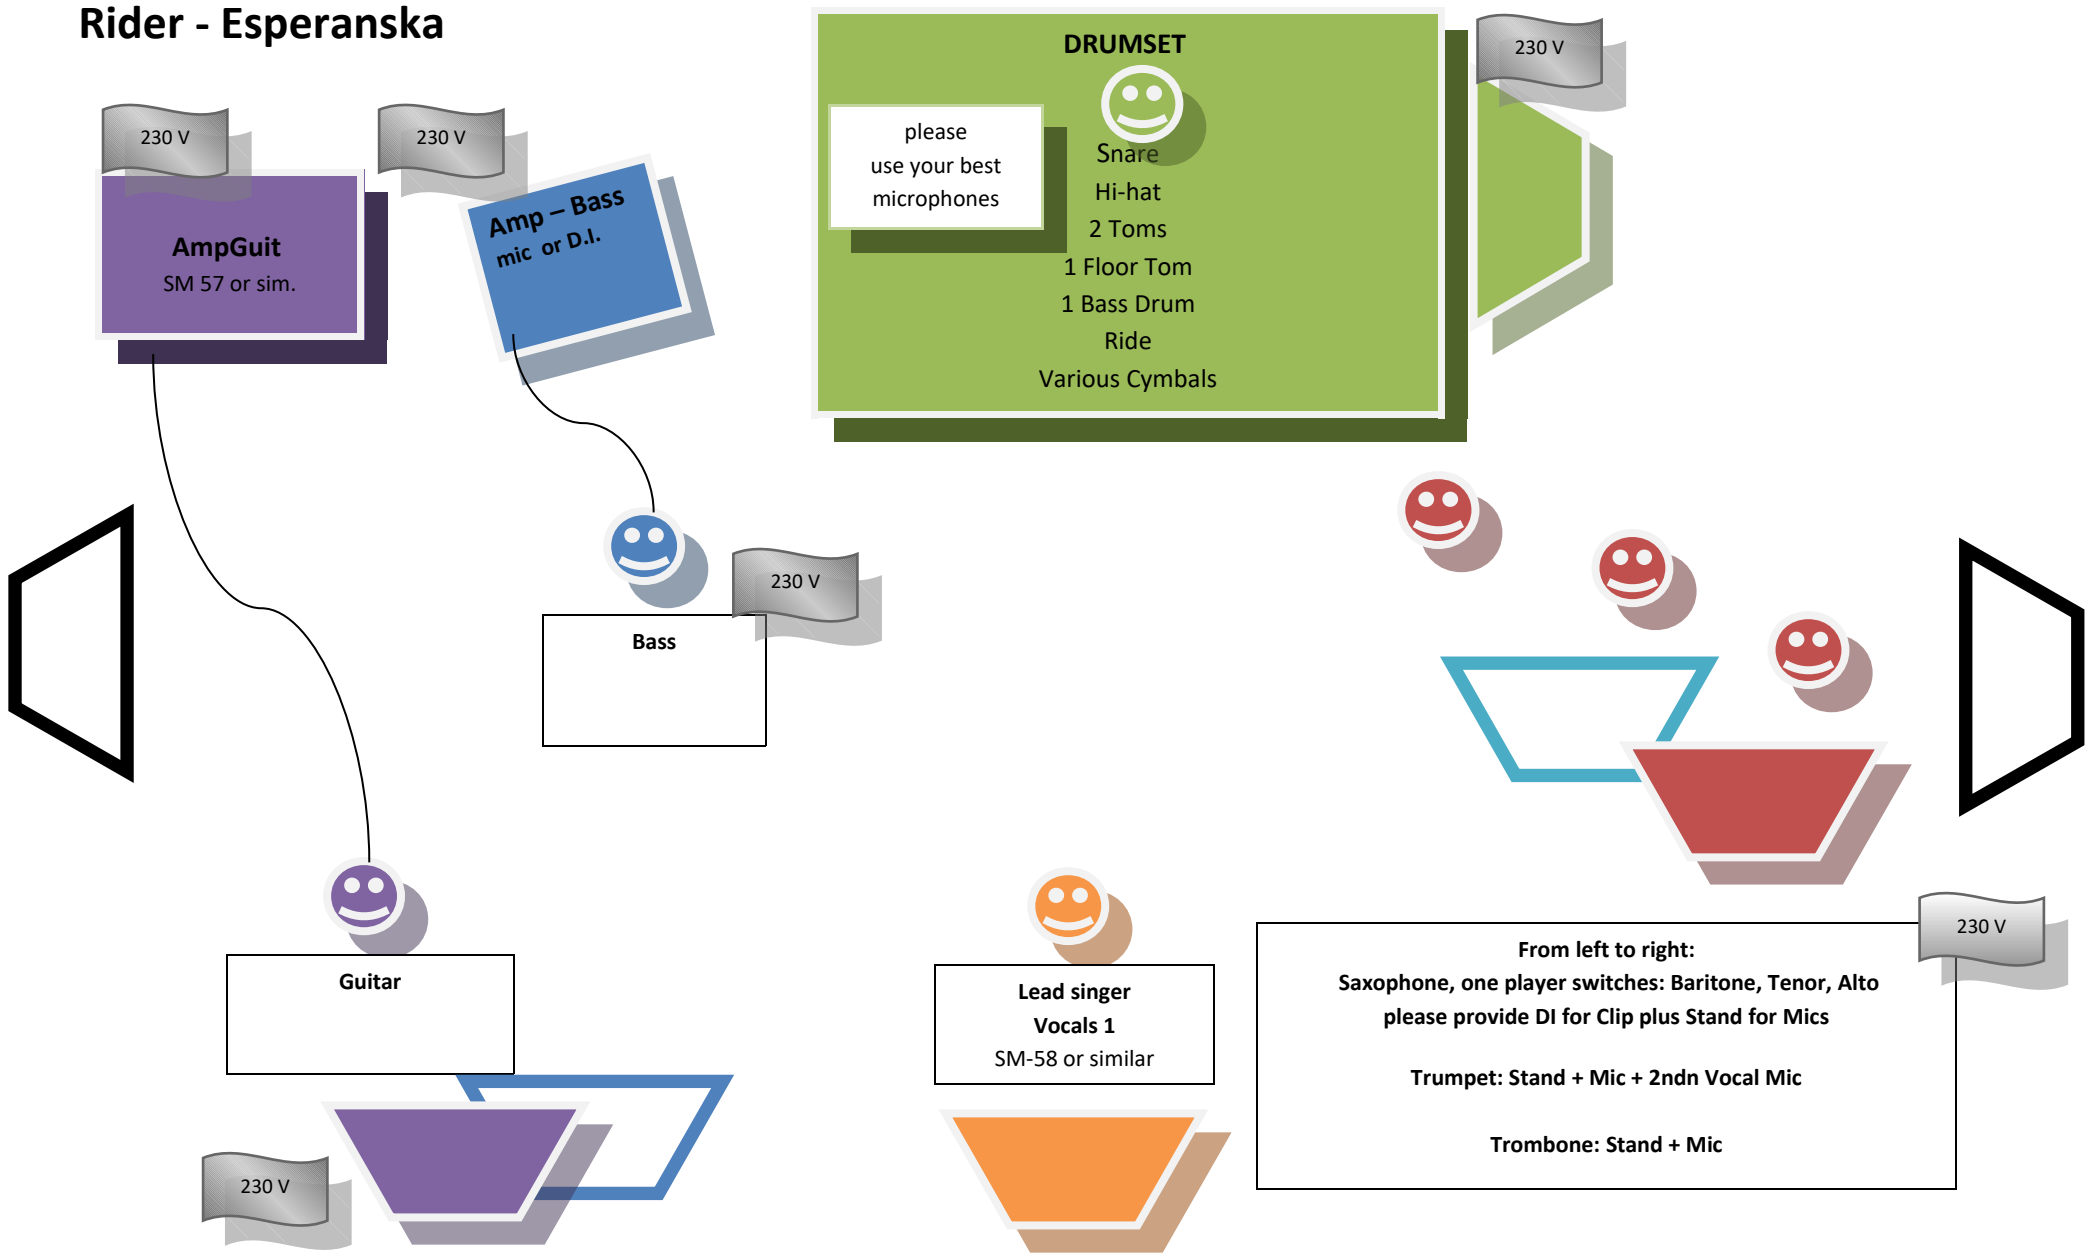 Rider - Esperanska
230 V
230 V
AmpGuit
SM 57 or sim.
Amp – Bass
mic or D.I.
DRUMSET
please
use your best
microphones
Snare
Hi-hat
2 Toms
1 Floor Tom
1 Bass Drum
Ride
Various Cymbals
230 V
230 V
Bass
Guitar
230 V
Lead singer
Vocals 1
SM-58 or similar
230 V
From left to right:
Saxophone, one player switches: Baritone, Tenor, Alto
please provide DI for Clip plus Stand for Mics
Trumpet: Stand + Mic + 2ndn Vocal Mic
Trombone: Stand + Mic